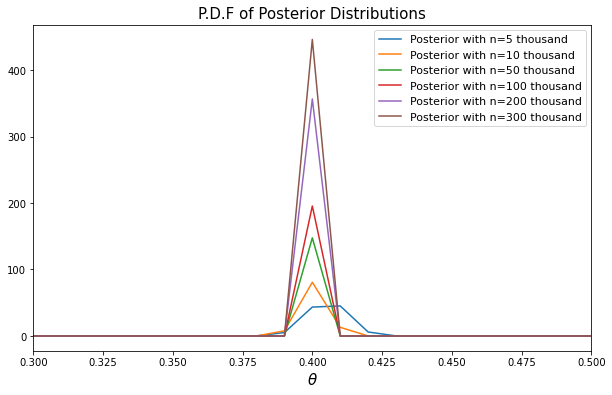 P.D.F of Posterior Distributions
Posterior with n=5 thousand
Posterior with n=10 thousand
Posterior with n=50 thousand
Posterior with n=100 thousand
Posterior with n=200 thousand
Posterior with n=300 thousand
400
300
200
100
0
0.300 0.325 0.350 0.375 0.400 0.425 0.450 0.475 0.500
θ